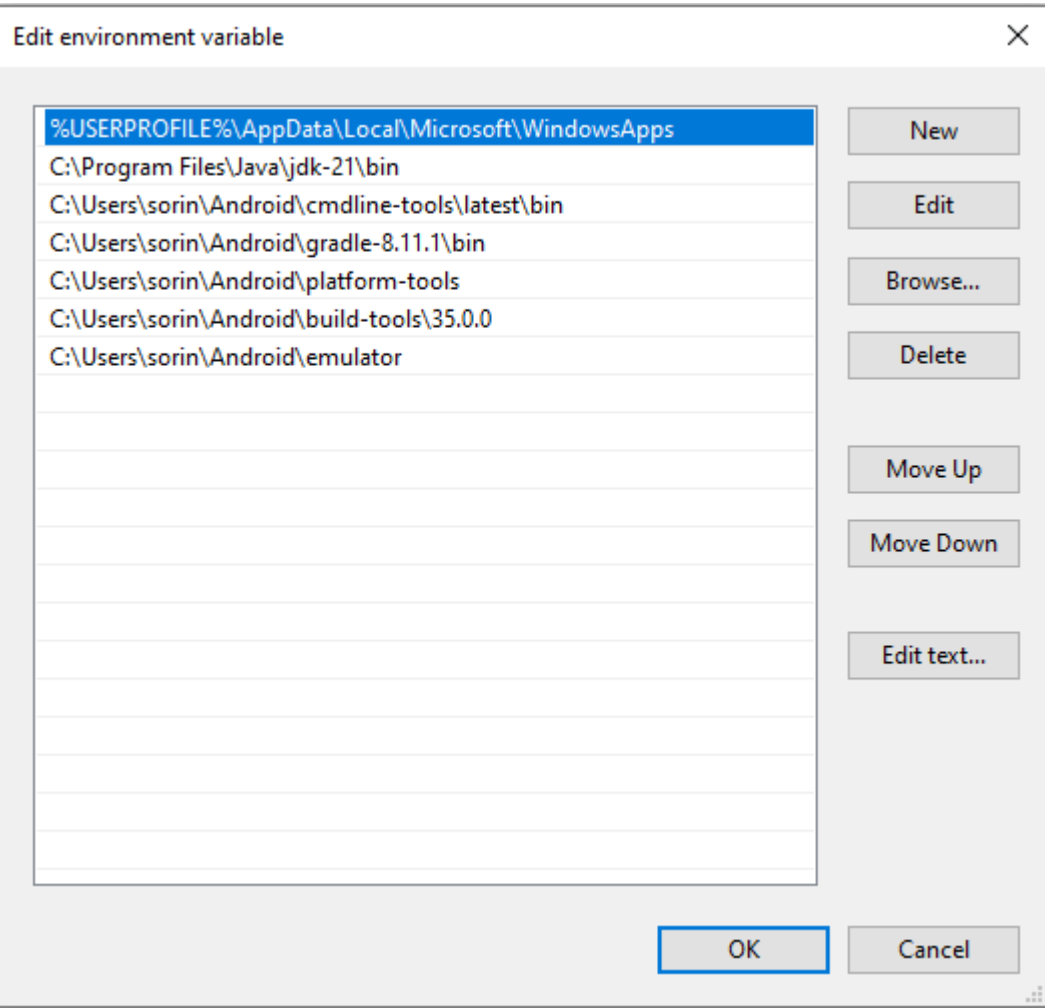 Edit environment variable
%USERPROFILE%\AppData\Local\Microsoft\WindowsApps
C:\Program Files\Java\jdk-21\bin
C:\Users\sorin\Android\cmdline-tools\latest\bin
C:\Users\sorin\Android\gradle-8.11.1\bin
C:\Users\sorin\Android\platform-tools
C:\Users\sorin\Android\build-tools\35.0.0
C:\Users\sorin\Android\emulator
New
Edit
Browse...
Delete
Move Up
Move Down
Edit text...
OK
Cancel